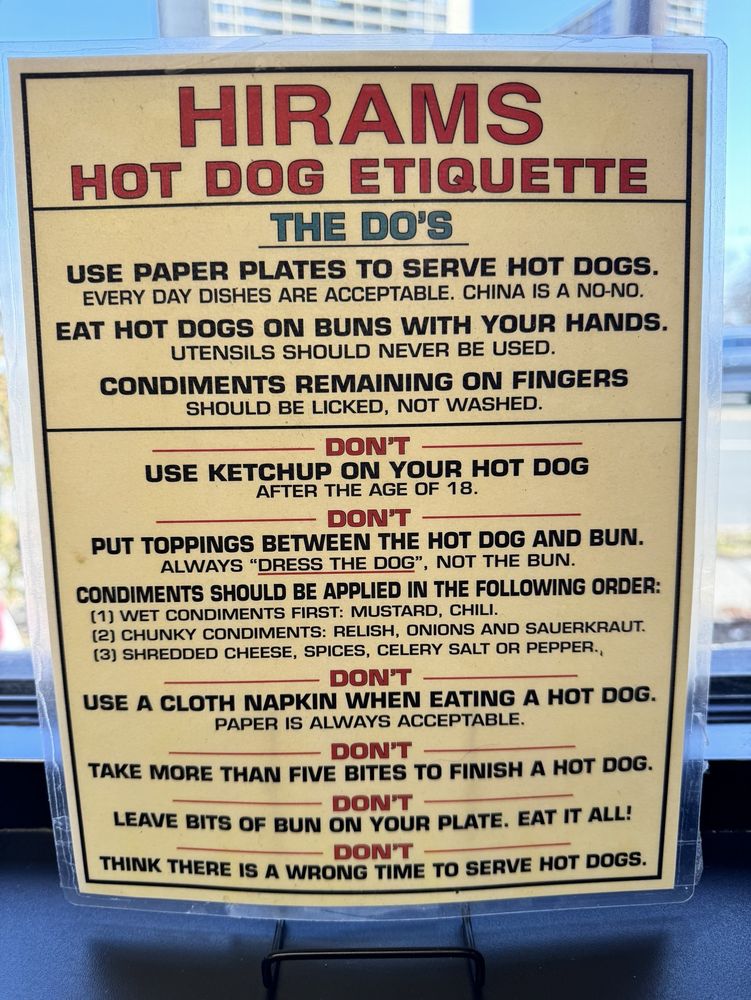 HIRAMS
HOT DOG ETIQUETTE
THE DO'S
USE PAPER PLATES TO SERVE HOT DOGS.
EVERY DAY DISHES ARE ACCEPTABLE. CHINA IS A NO-NO.
EAT HOT DOGS ON BUNS WITH YOUR HANDS.
UTENSILS SHOULD NEVER BE USED.
CONDIMENTS REMAINING ON FINGERS
SHOULD BE LICKED, NOT WASHED.
DON'T
USE KETCHUP ON YOUR HOT DOG
AFTER THE AGE OF 18.
DON'T
PUT TOPPINGS BETWEEN THE HOT DOG AND BUN.
ALWAYS "DRESS THE DOG", NOT THE BUN.
CONDIMENTS SHOULD BE APPLIED IN THE FOLLOWING ORDER:
(1) WET CONDIMENTS FIRST: MUSTARD, CHILI.
(2) CHUNKY CONDIMENTS: RELISH, ONIONS AND SAUERKRAUT.
(3) SHREDDED CHEESE, SPICES, CELERY SALT OR PEPPER.,
DON'T
USE A CLOTH NAPKIN WHEN EATING A HOT DOG.
PAPER IS ALWAYS ACCEPTABLE.
DON'T
TAKE MORE THAN FIVE BITES TO FINISH A HOT DOG.
DON'T
LEAVE BITS OF BUN ON YOUR PLATE. EAT IT ALL!
DON'T
THINK THERE IS A WRONG TIME TO SERVE HOT DOGS.